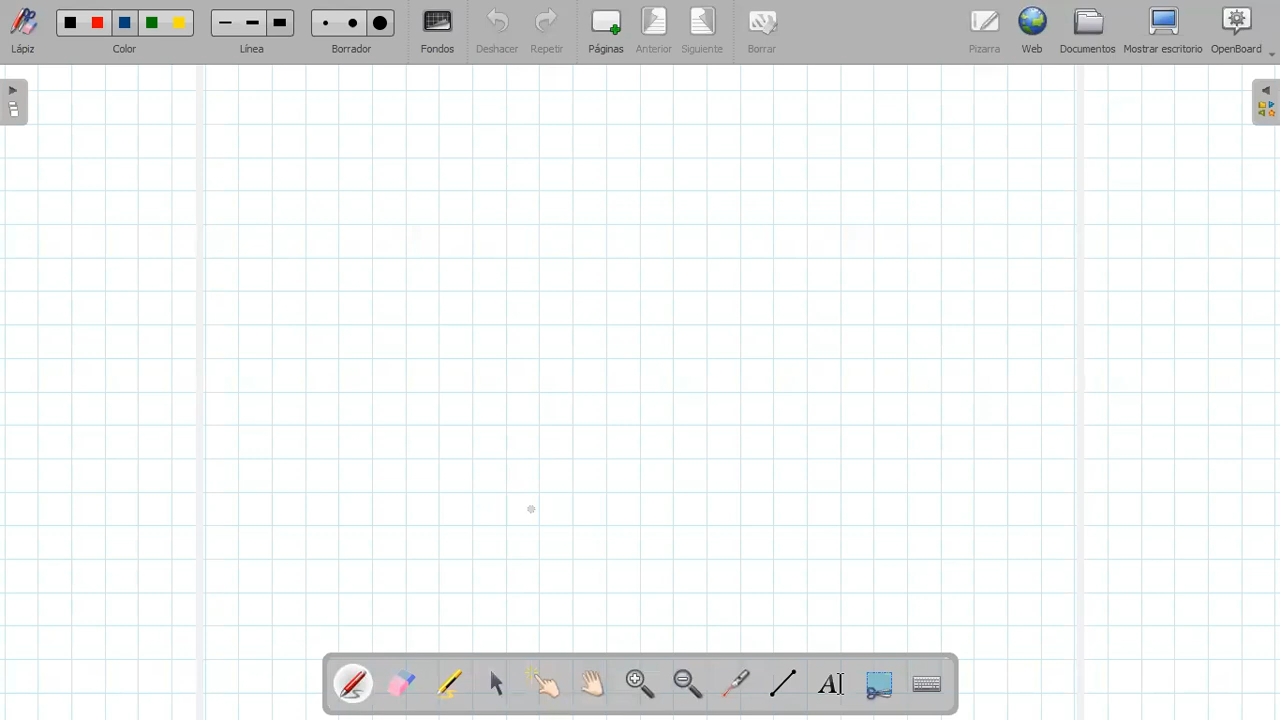 Lápiz Color Línea Borrador Fondos Deshacer Repetir Páginas Anterior Siguiente Borrar Pizarra Web Documentos Mostrar escritorio OpenBoard